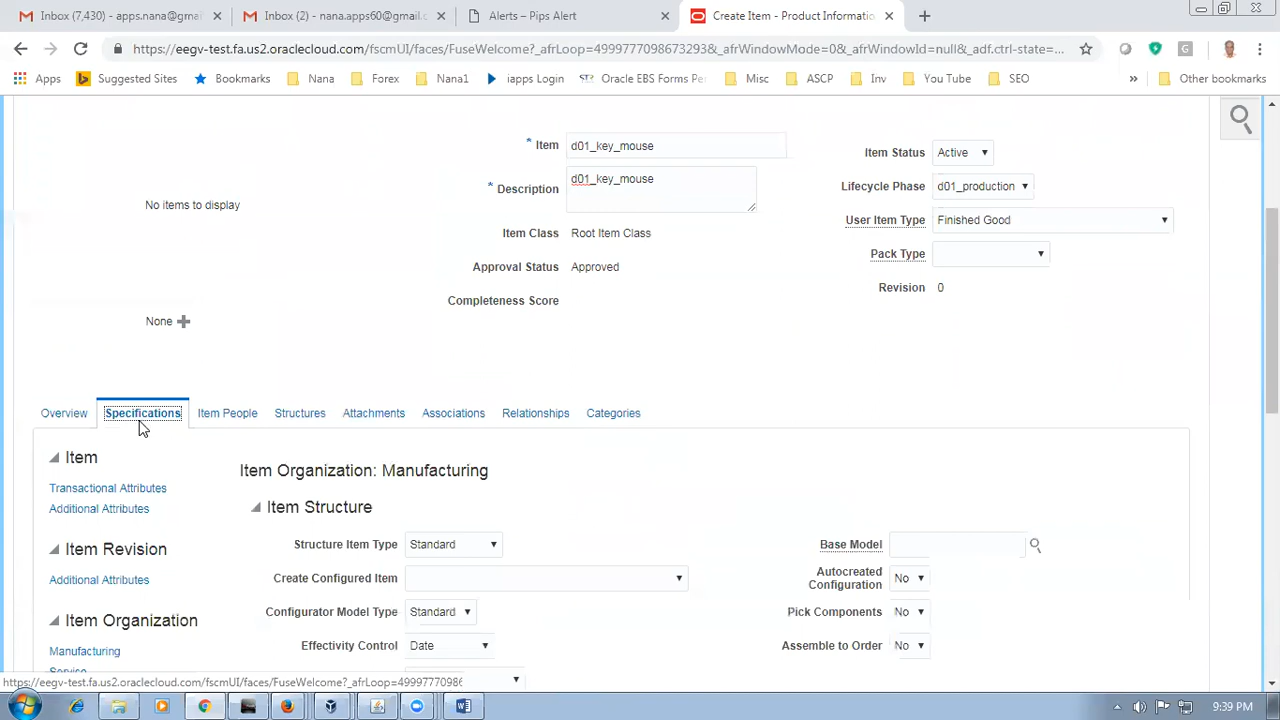 apps.nana@gmai
Inbox (7,430) - apps.nana@gma
Inbox (2) - nana.apps60@gmail.c
Alerts – Pips Alert
Create Item - Product Informatio
https://eegv-test.fa.us2.oraclecloud.com/fscmUI/faces/FuseWelcome?_afrLoop=4999777098673293&_afrWindowMode=0&_afrWindowId=null&_adf.ctrl-state=...
Apps Suggested Sites Bookmarks Nana Forex Nana1 iapps Login Oracle EBS Forms Pe Misc ASCP Inv You Tube SEO » Other bookmarks
* Item d01_key_mouse
Item Status Active
* Description d01_key_mouse
Lifecycle Phase d01_production
No items to display
User Item Type Finished Good
Item Class Root Item Class
Pack Type
Approval Status Approved
Revision 0
Completeness Score
None
Overview Specifications Item People Structures Attachments Associations Relationships Categories
Item
Item Organization: Manufacturing
Transactional Attributes
Additional Attributes
Item Structure
Item Revision
Structure Item Type Standard
Base Model
Additional Attributes
Create Configured Item
Autocreated
Configuration No
Item Organization
Configurator Model Type Standard
Pick Components No
Manufacturing
Effectivity Control Date
Assemble to Order No
Service
https://eegv-test.fa.us2.oraclecloud.com/fscmUI/faces/FuseWelcome?_afrLoop=4999777098
9:39 PM